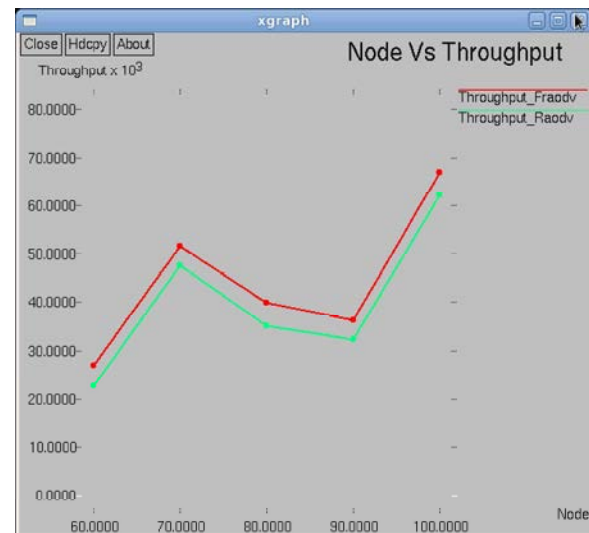 xgraph
Close Hdcpy About
Node Vs Throughput
Throughput x 10³
Throughput_Fraodv
Throughput_Raodv
80.0000
70.0000
60.0000
50.0000
40.0000
30.0000
20.0000
10.0000
0.0000
Node
60.0000 70.0000 80.0000 90.0000 100.0000